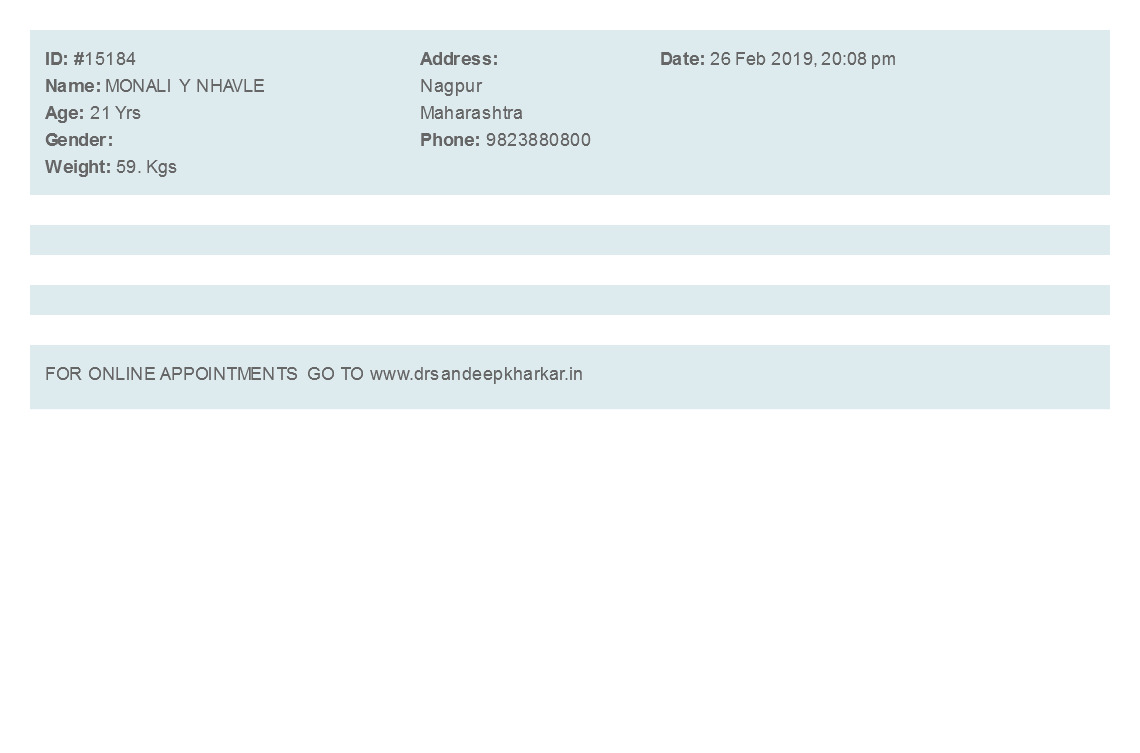 ID: #15184
Name: MONALI Y NHAVLE
Age: 21 Yrs
Gender:
Weight: 59. Kgs
Address:
Nagpur
Maharashtra
Phone: 9823880800
Date: 26 Feb 2019, 20:08 pm
FOR ONLINE APPOINTMENTS GO TO www.drsandeepkharkar.in